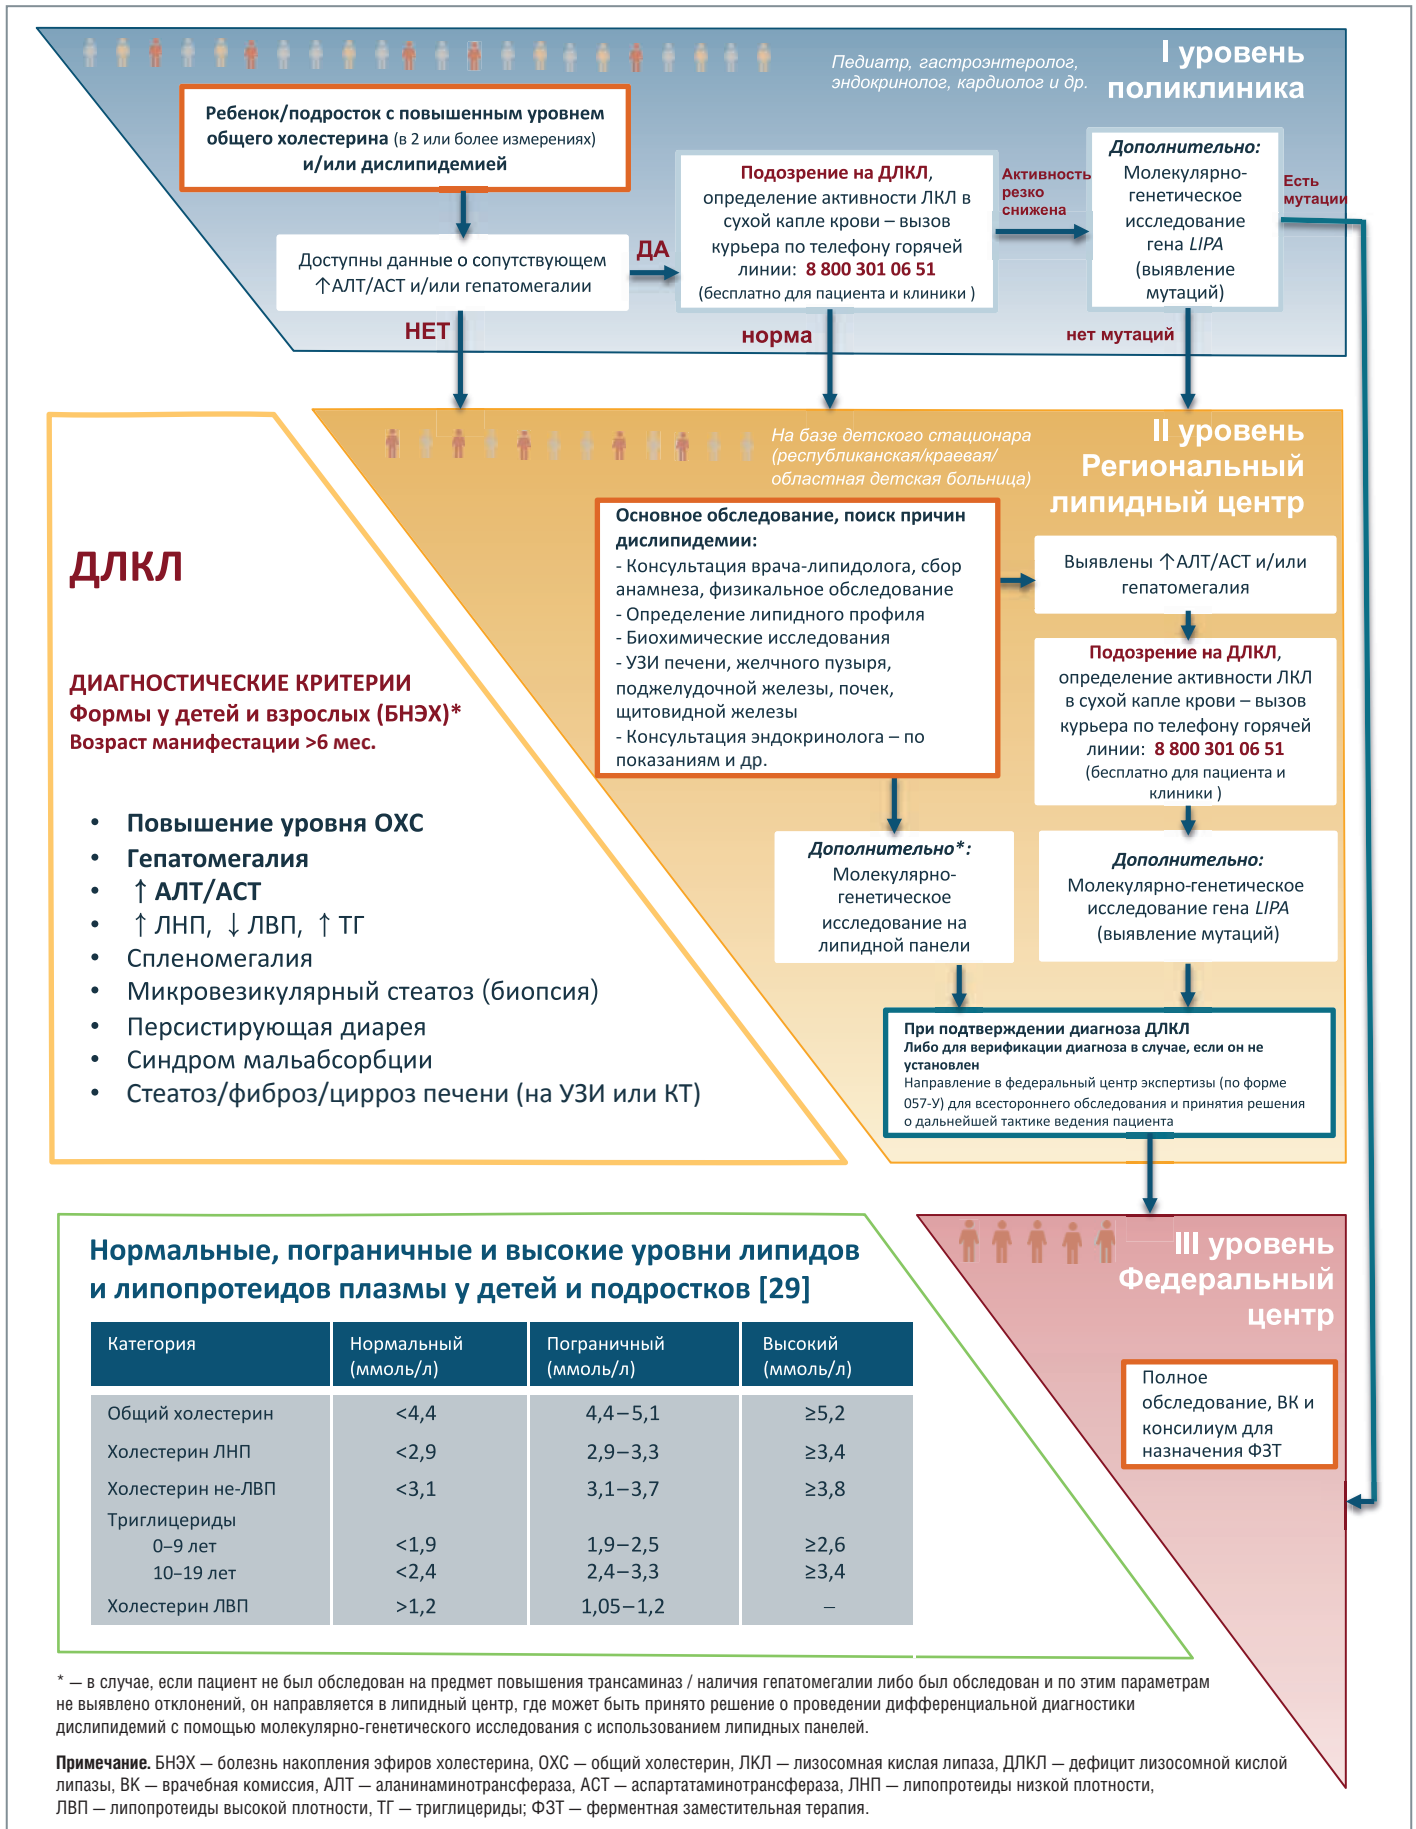 I уровень
поликлиника
Педиатр, гастроэнтеролог,
эндокринолог, кардиолог и др.
Ребенок/подросток с повышенным уровнем
общего холестерина (в 2 или более измерениях)
и/или дислипидемией
Доступны данные о сопутствующем
↑АЛТ/АСТ и/или гепатомегалии
ДА
НЕТ
Подозрение на ДЛКЛ,
определение активности ЛКЛ в
сухой капле крови – вызов
курьера по телефону горячей
линии: 8 800 301 06 51
(бесплатно для пациента и клиники )
норма
Активность
резко
снижена
Дополнительно:
Молекулярно-
генетическое
исследование
гена LIPA
(выявление
мутаций)
нет мутаций
Есть
мутации
II уровень
Региональный
липидный центр
На базе детского стационара
(республиканская/краевая/
областная детская больница)
Основное обследование, поиск причин
дислипидемии:
- Консультация врача-липидолога, сбор
анамнеза, физикальное обследование
- Определение липидного профиля
- Биохимические исследования
- УЗИ печени, желчного пузыря,
поджелудочной железы, почек,
щитовидной железы
- Консультация эндокринолога – по
показаниям и др.
Выявлены ↑АЛТ/АСТ и/или
гепатомегалия
Подозрение на ДЛКЛ,
определение активности ЛКЛ
в сухой капле крови – вызов
курьера по телефону горячей
линии: 8 800 301 06 51
(бесплатно для пациента и
клиники )
Дополнительно*:
Молекулярно-
генетическое
исследование на
липидной панели
Дополнительно:
Молекулярно-генетическое
исследование гена LIPA
(выявление мутаций)
При подтверждении диагноза ДЛКЛ
Либо для верификации диагноза в случае, если он не
установлен
Направление в федеральный центр экспертизы (по форме
057-У) для всестороннего обследования и принятия решения
о дальнейшей тактике ведения пациента
ДЛКЛ
ДИАГНОСТИЧЕСКИЕ КРИТЕРИИ
Формы у детей и взрослых (БНЭХ)*
Возраст манифестации >6 мес.
• Повышение уровня ОХС
• Гепатомегалия
• ↑ АЛТ/АСТ
• ↑ ЛНП, ↓ ЛВП, ↑ ТГ
• Спленомегалия
• Микровезикулярный стеатоз (биопсия)
• Персистирующая диарея
• Синдром мальабсорбции
• Стеатоз/фиброз/цирроз печени (на УЗИ или КТ)
III уровень
Федеральный
центр
Полное
обследование, ВК и
консилиум для
назначения ФЗТ
Нормальные, пограничные и высокие уровни липидов
и липопротеидов плазмы у детей и подростков [29]
Категория Нормальный (ммоль/л) Пограничный (ммоль/л) Высокий (ммоль/л)
Общий холестерин <4,4 4,4–5,1 ≥5,2
Холестерин ЛНП <2,9 2,9–3,3 ≥3,4
Холестерин не-ЛВП <3,1 3,1–3,7 ≥3,8
Триглицериды
0–9 лет <1,9 1,9–2,5 ≥2,6
10–19 лет <2,4 2,4–3,3 ≥3,4
Холестерин ЛВП >1,2 1,05–1,2 –
* — в случае, если пациент не был обследован на предмет повышения трансаминаз / наличия гепатомегалии либо был обследован и по этим параметрам
не выявлено отклонений, он направляется в липидный центр, где может быть принято решение о проведении дифференциальной диагностики
дислипидемий с помощью молекулярно-генетического исследования с использованием липидных панелей.
Примечание. БНЭХ — болезнь накопления эфиров холестерина, ОХС — общий холестерин, ЛКЛ — лизосомная кислая липаза, ДЛКЛ — дефицит лизосомной кислой
липазы, ВК — врачебная комиссия, АЛТ — аланинаминотрансфераза, АСТ — аспартатаминотрансфераза, ЛНП — липопротеиды низкой плотности,
ЛВП — липопротеиды высокой плотности, ТГ — триглицериды; ФЗТ — ферментная заместительная терапия.